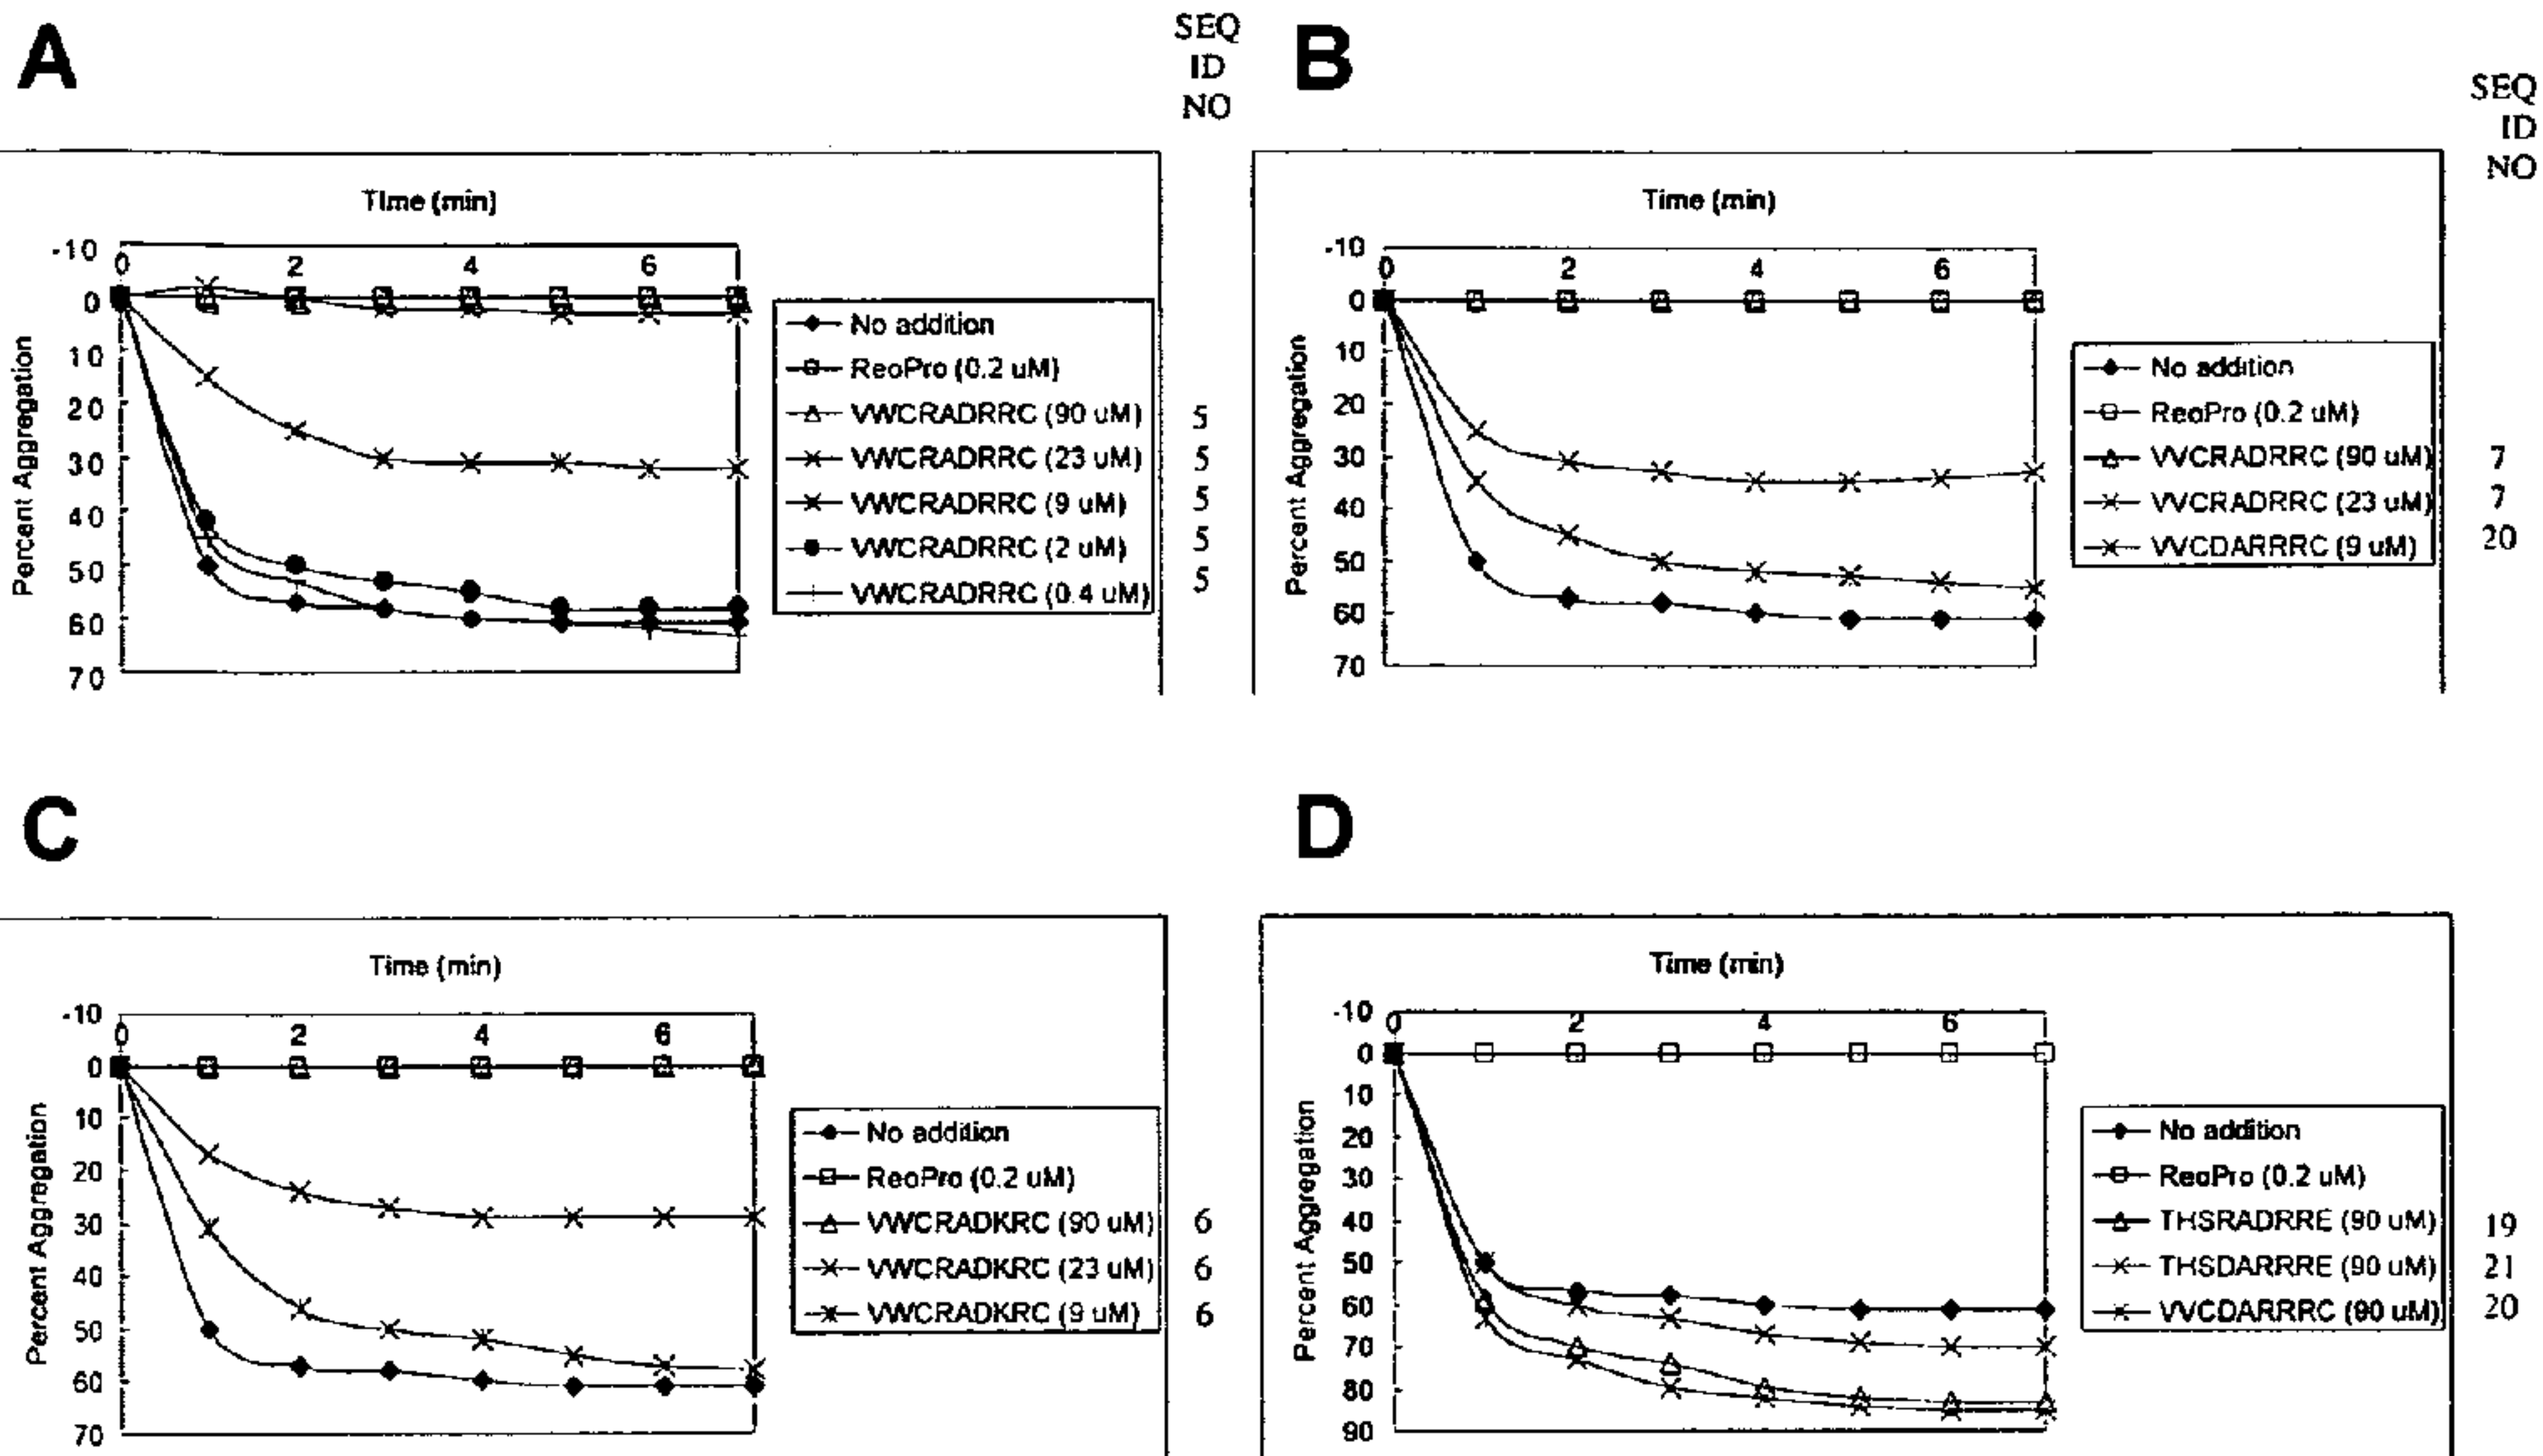 A
SEQ
ID
NO
Time (min)
-10
0
10
20
30
40
50
60
70
0 2 4 6
Percent Aggregation
No addition
ReoPro (0.2 uM)
VWCRADRRC (90 uM) 5
VWCRADRRC (23 uM) 5
VWCRADRRC (9 uM) 5
VWCRADRRC (2 uM) 5
VWCRADRRC (0.4 uM) 5
B
SEQ
ID
NO
Time (min)
-10
0
10
20
30
40
50
60
70
0 2 4 6
Percent Aggregation
No addition
ReoPro (0.2 uM)
VVCRADRRC (90 uM) 7
VVCRADRRC (23 uM) 7
VVCDARRRC (9 uM) 20
C
Time (min)
-10
0
10
20
30
40
50
60
70
0 2 4 6
Percent Aggregation
No addition
ReoPro (0.2 uM)
VWCRADKRC (90 uM) 6
VWCRADKRC (23 uM) 6
VWCRADKRC (9 uM) 6
D
Time (min)
-10
0
10
20
30
40
50
60
70
80
90
0 2 4 6
Percent Aggregation
No addition
ReoPro (0.2 uM)
THSRADRRE (90 uM) 19
THSDARRRE (90 uM) 21
VVCDARRRC (90 uM) 20